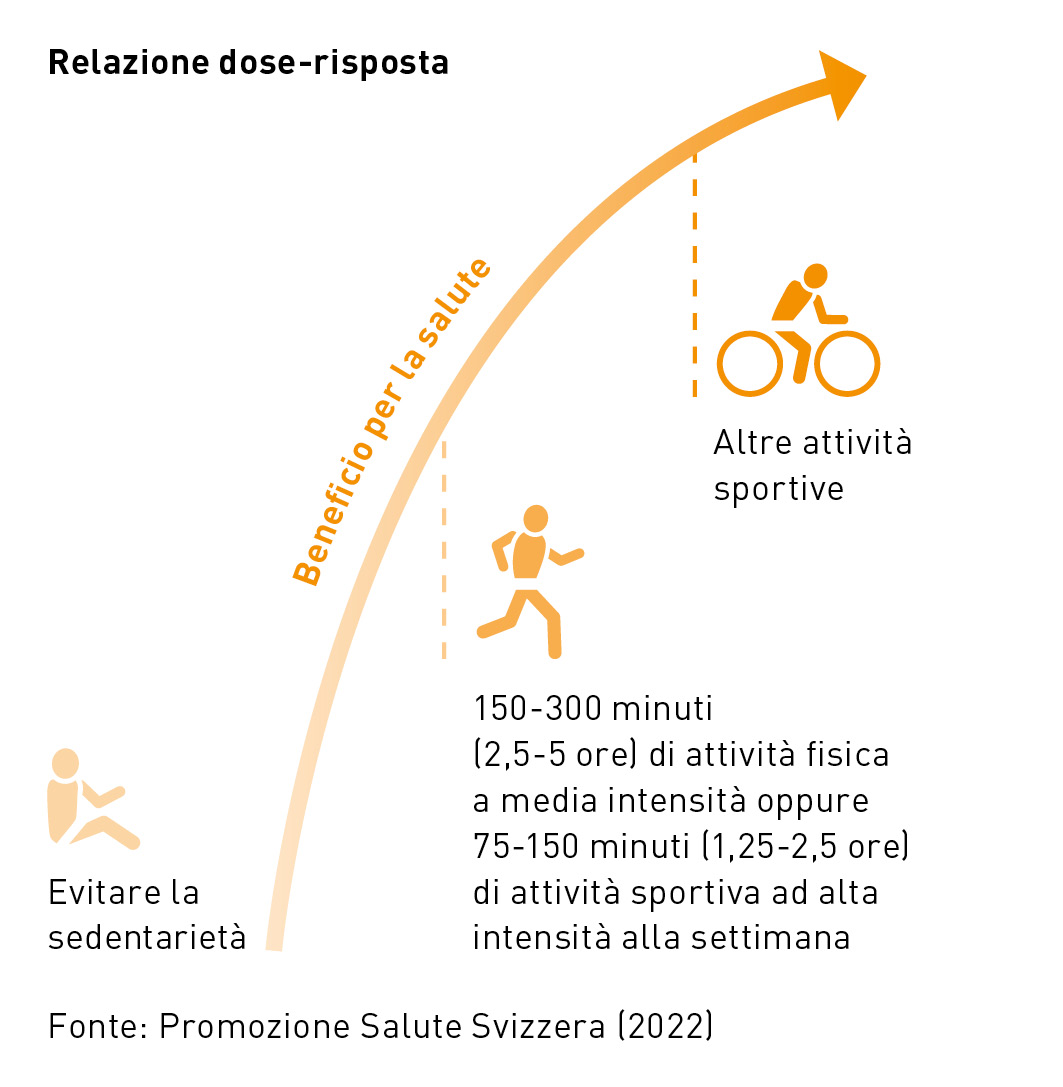 Relazione dose-risposta
Beneficio per la salute
Altre attività
sportive
150-300 minuti
(2,5-5 ore) di attività fisica
a media intensità oppure
75-150 minuti (1,25-2,5 ore)
di attività sportiva ad alta
intensità alla settimana
Evitare la
sedentarietà
Fonte: Promozione Salute Svizzera (2022)